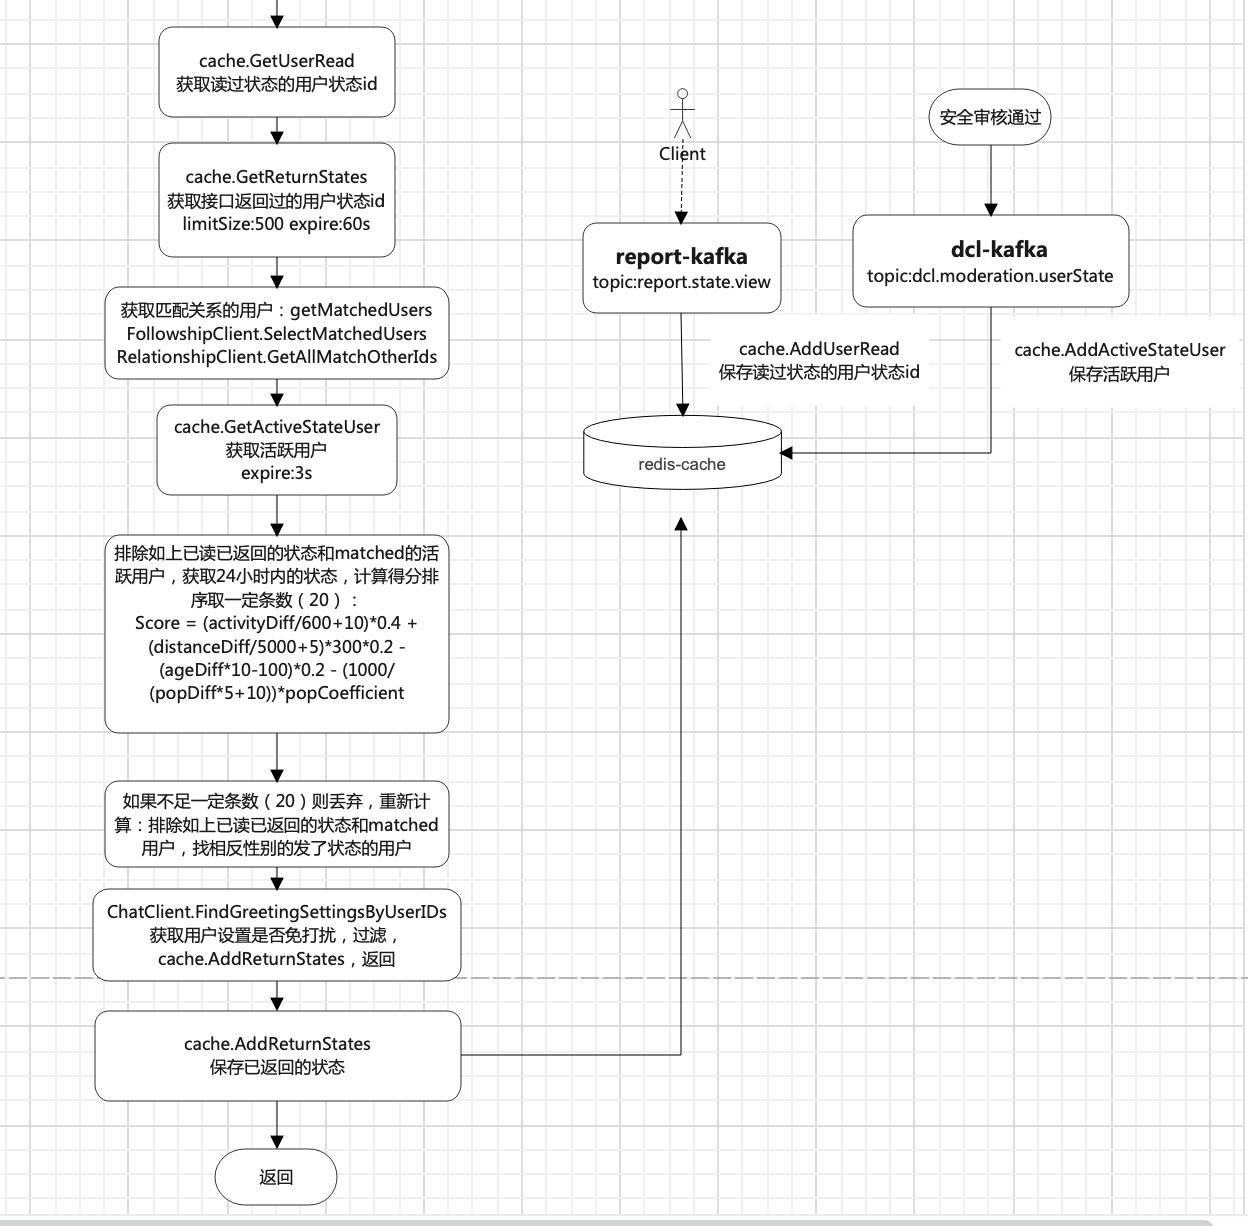 cache.GetUserRead
获取读过状态的用户状态id
cache.GetReturnStates
获取接口返回过的用户状态id
limitSize:500 expire:60s
获取匹配关系的用户：getMatchedUsers
FollowshipClient.SelectMatchedUsers
RelationshipClient.GetAllMatchOtherIds
cache.GetActiveStateUser
获取活跃用户
expire:3s
排除如上已读已返回的状态和matched的活
跃用户，获取24小时内的状态，计算得分排
序取一定条数（20）：
Score = (activityDiff/600+10)*0.4 +
(distanceDiff/5000+5)*300*0.2 -
(ageDiff*10-100)*0.2 - (1000/
(popDiff*5+10))*popCoefficient
如果不足一定条数（20）则丢弃，重新计
算：排除如上已读已返回的状态和matched
用户，找相反性别的发了状态的用户
ChatClient.FindGreetingSettingsByUserIDs
获取用户设置是否免打扰，过滤，
cache.AddReturnStates，返回
cache.AddReturnStates
保存已返回的状态
返回
Client
report-kafka
topic:report.state.view
cache.AddUserRead
保存读过状态的用户状态id
redis-cache
安全审核通过
dcl-kafka
topic:dcl.moderation.userState
cache.AddActiveStateUser
保存活跃用户